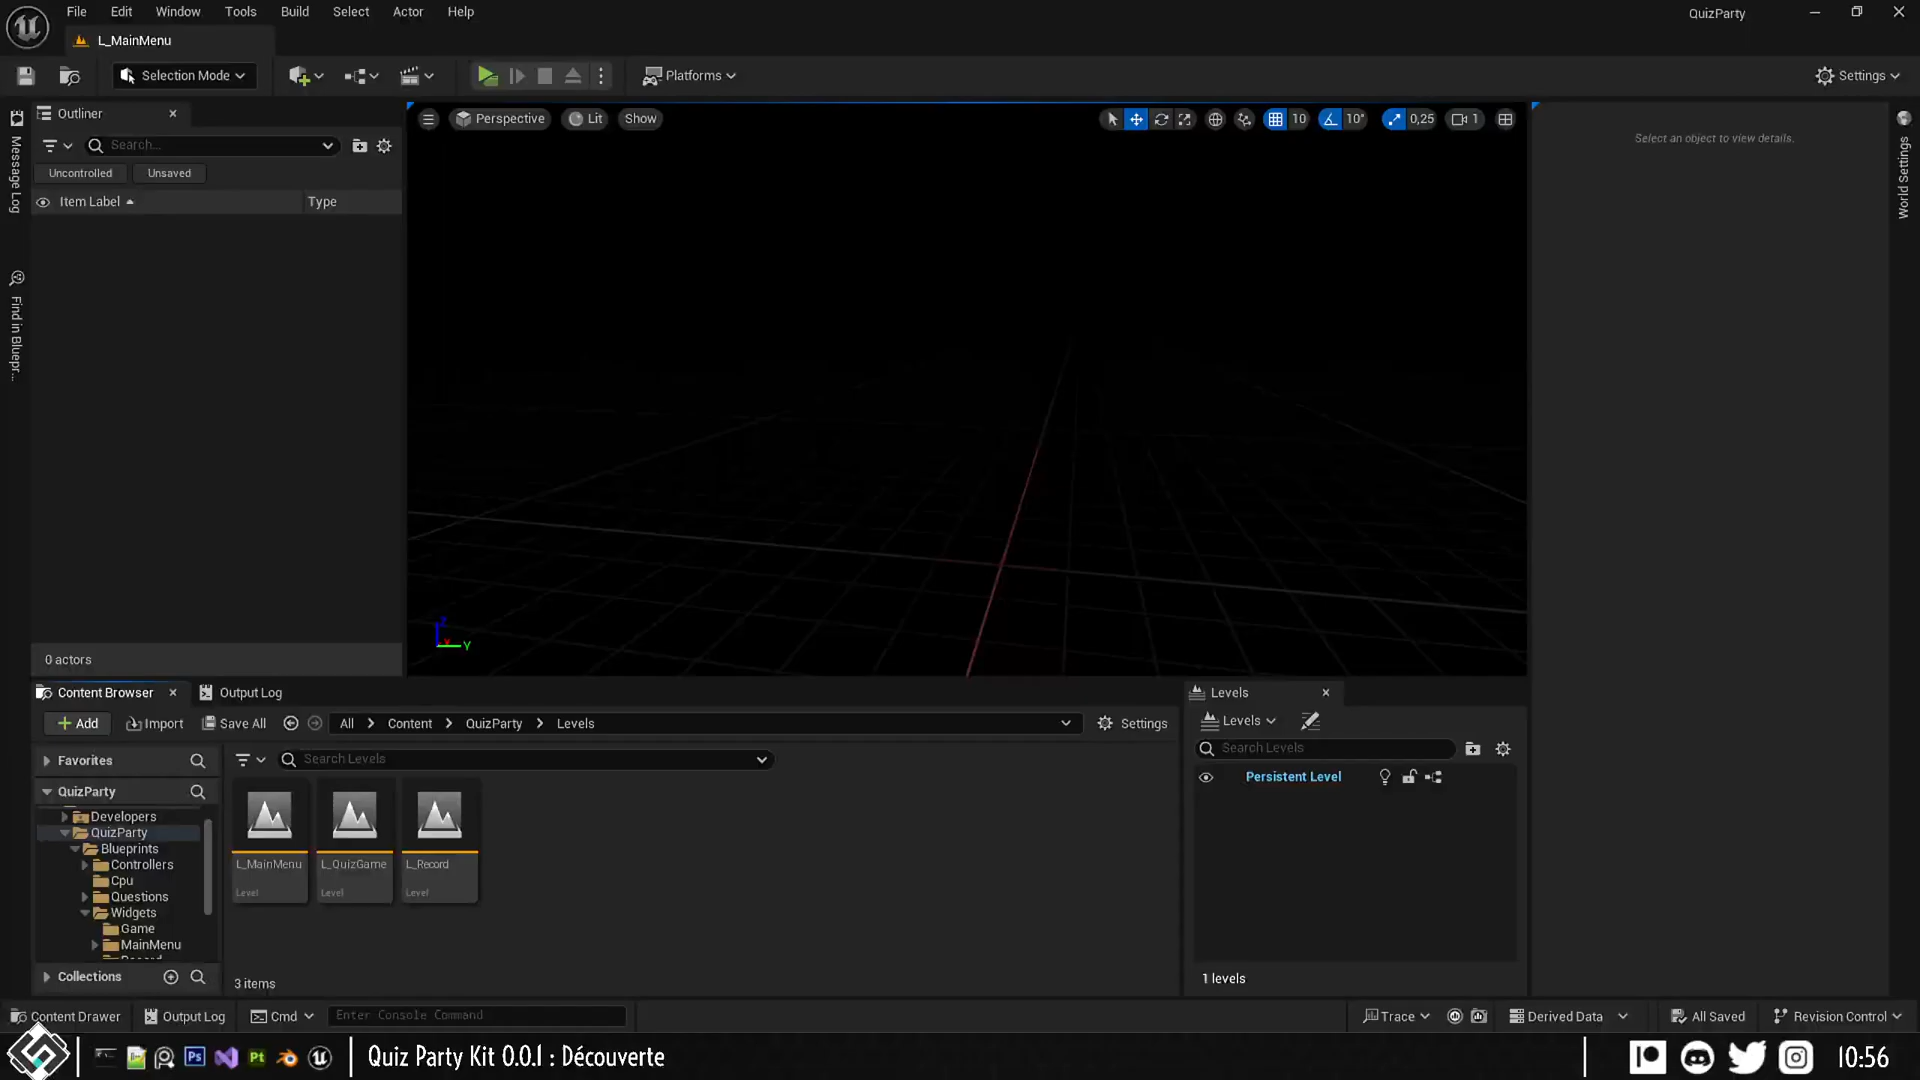 File Edit Window Tools Build Select Actor Help
QuizParty
L_MainMenu
Selection Mode
Platforms
Settings
Message Log
Find in Bluepr...
Outliner
Search...
Uncontrolled Unsaved
Item Label Type
0 actors
Perspective Lit Show
10 10° 0,25 1
Z
X
Y
Select an object to view details.
World Settings
Content Browser Output Log
Add Import Save All All Content QuizParty Levels Settings
Favorites
QuizParty
Developers
QuizParty
Blueprints
Controllers
Cpu
Questions
Widgets
Game
MainMenu
Record
Collections
Search Levels
L_MainMenu L_QuizGame L_Record
Level Level Level
3 items
Levels
Levels
Search Levels
Persistent Level
1 levels
Content Drawer Output Log Cmd Enter Console Command
Trace Derived Data All Saved Revision Control
Ps Pt
Quiz Party Kit 0.0.1 : Découverte
10:56